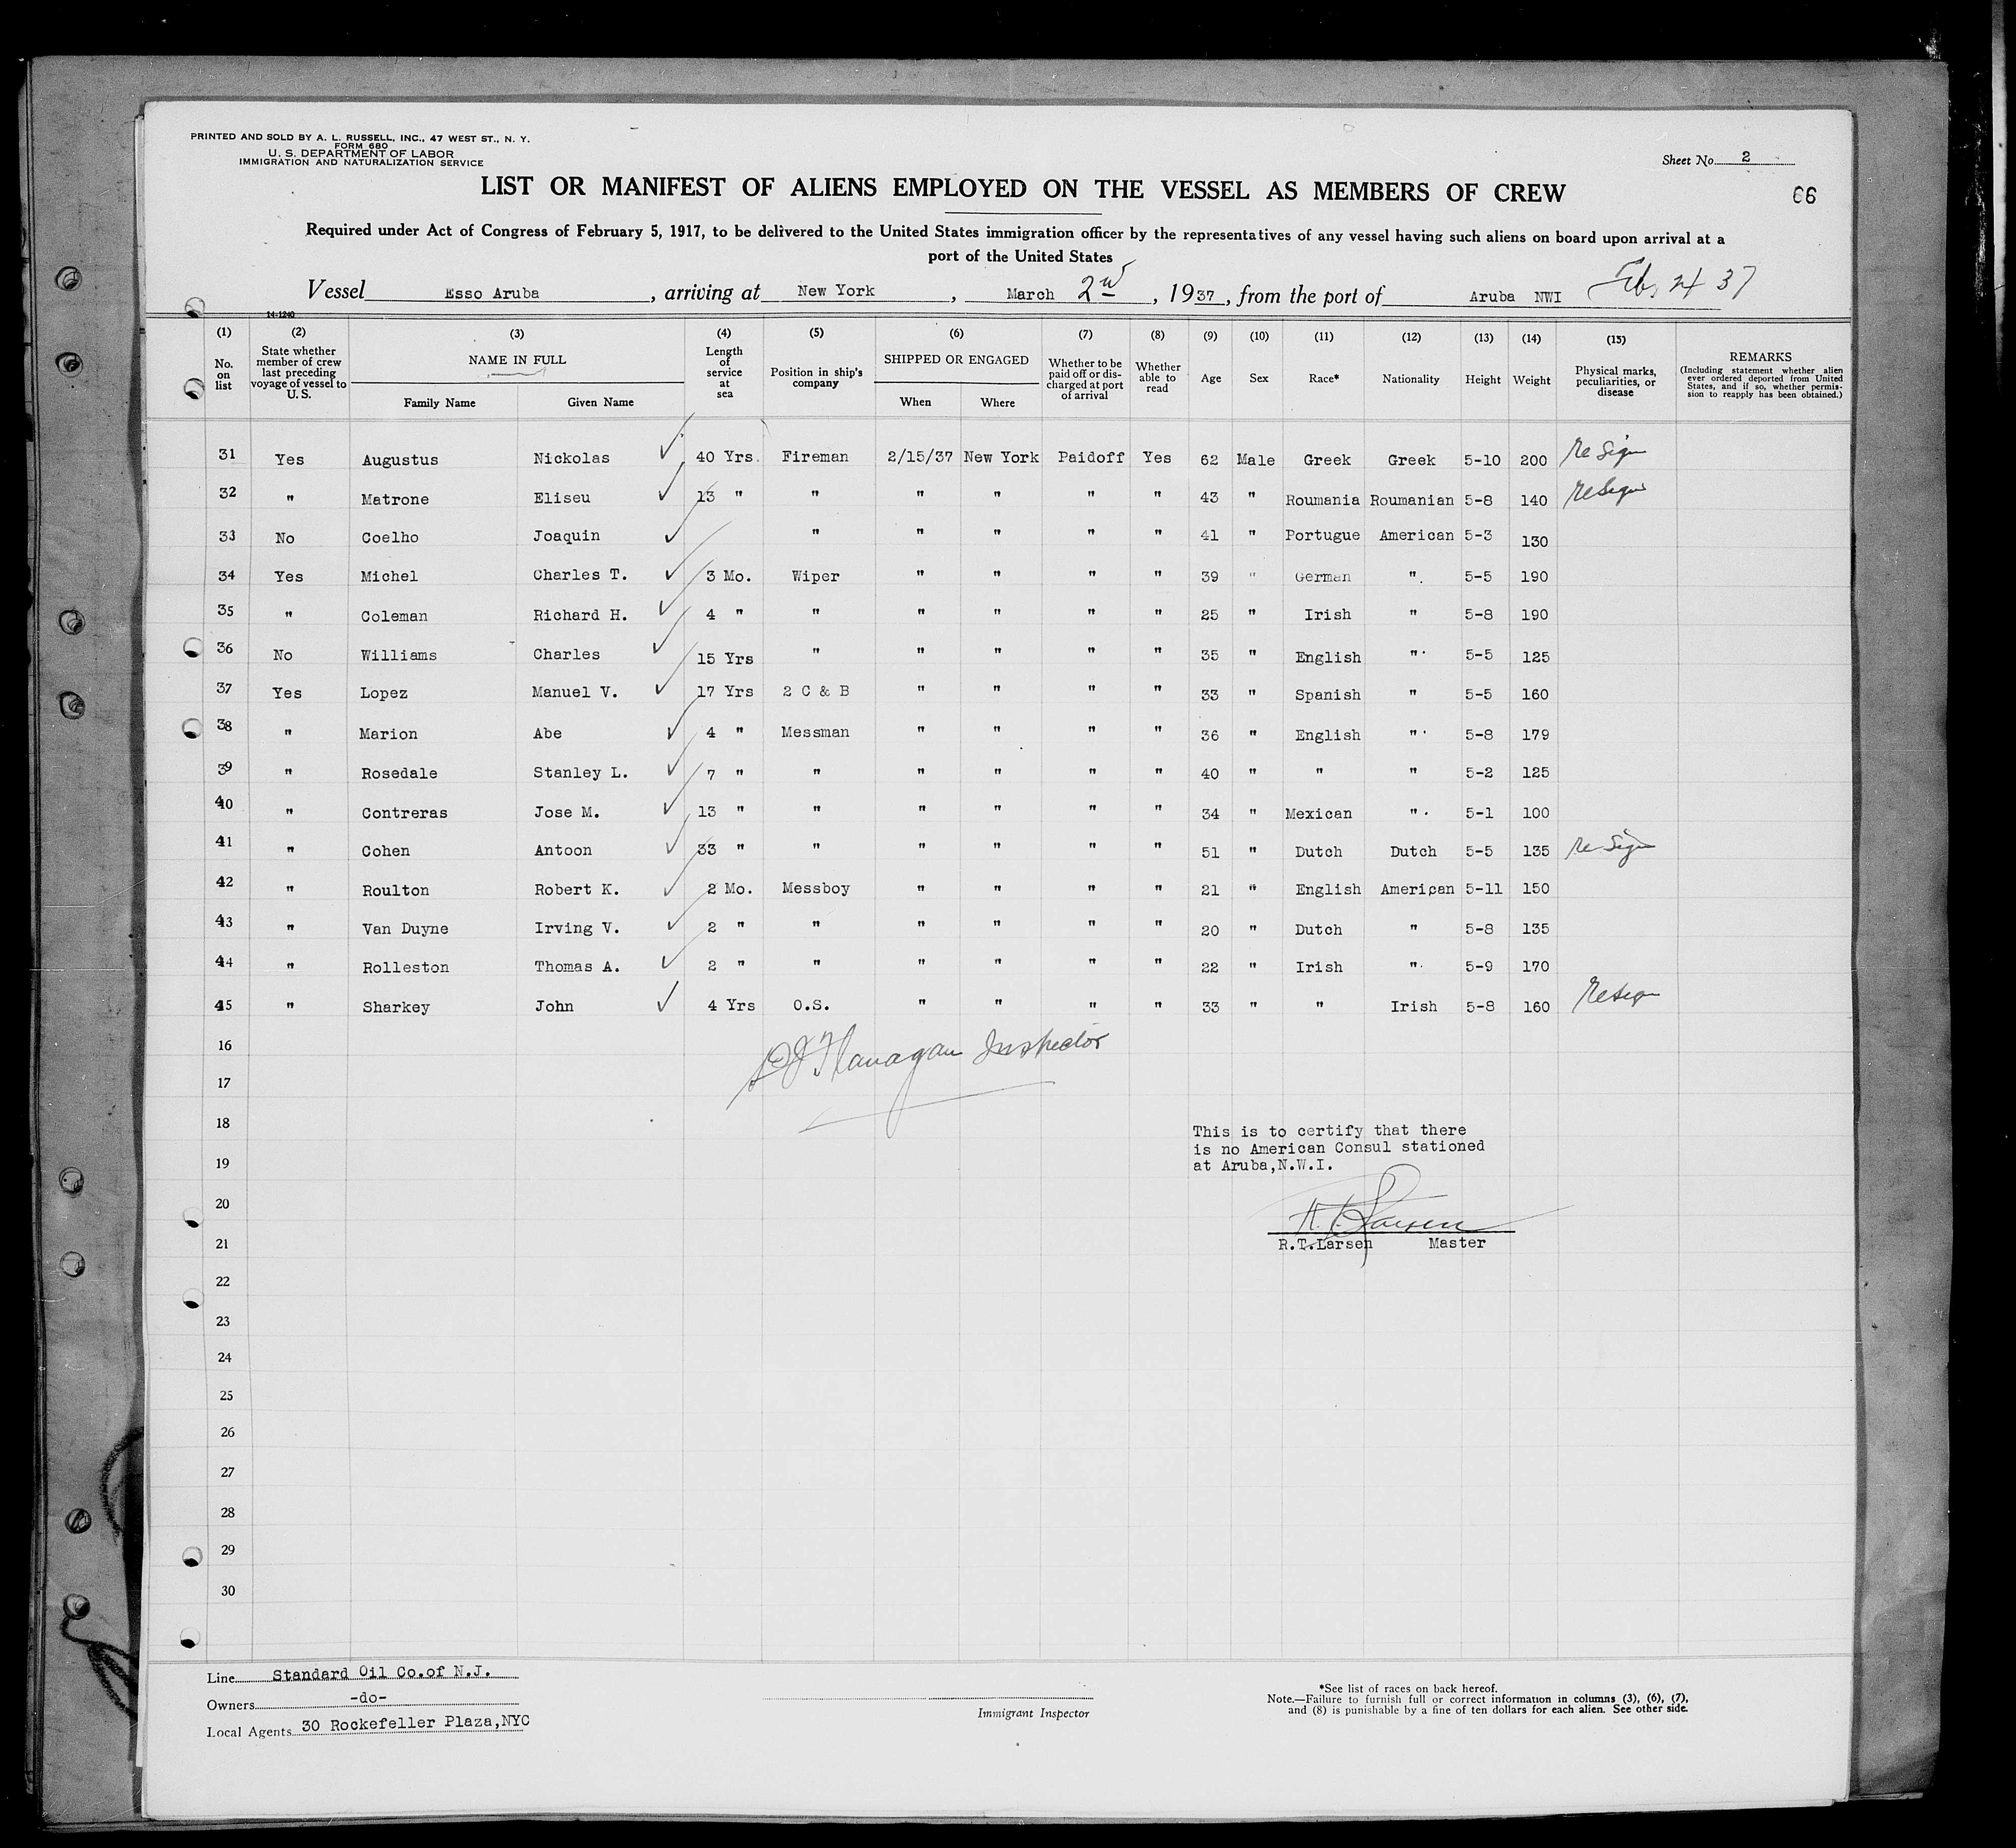 PRINTED AND SOLD BY A. L. RUSSELL, INC., 47 WEST ST., N. Y.
FORM 680
U. S. DEPARTMENT OF LABOR
IMMIGRATION AND NATURALIZATION SERVICE
Sheet No. 2
LIST OR MANIFEST OF ALIENS EMPLOYED ON THE VESSEL AS MEMBERS OF CREW
66
Required under Act of Congress of February 5, 1917, to be delivered to the United States immigration officer by the representatives of any vessel having such aliens on board upon arrival at a
port of the United States
Vessel Esso Aruba, arriving at New York, March 2nd, 1937, from the port of Aruba NWI Feb 24 37
14-1240
(1) (2) (3) (4) (5) (6) (7) (8) (9) (10) (11) (12) (13) (14) (15)
No. on list
State whether member of crew last preceding voyage of vessel to U. S.
NAME IN FULL
Family Name Given Name
Length of service at sea
Position in ship's company
SHIPPED OR ENGAGED
When Where
Whether to be paid off or discharged at port of arrival
Whether able to read
Age
Sex
Race*
Nationality
Height
Weight
Physical marks, peculiarities, or disease
REMARKS
(Including statement whether alien ever ordered deported from United States, and if so, whether permission to reapply has been obtained.)
31 Yes Augustus Nickolas ✓ 40 Yrs. Fireman 2/15/37 New York Paidoff Yes 62 Male Greek Greek 5-10 200 Re Sign
32 " Matrone Eliseu ✓ 13 " " " " " " 43 " Roumania Roumanian 5-8 140 ReSign
33 No Coelho Joaquin ✓ " " " " " 41 " Portugue American 5-3 130
34 Yes Michel Charles T. ✓ 3 Mo. Wiper " " " " 39 " German " 5-5 190
35 " Coleman Richard H. ✓ 4 " " " " " " 25 " Irish " 5-8 190
36 No Williams Charles ✓ 15 Yrs " " " " " 35 " English " 5-5 125
37 Yes Lopez Manuel V. ✓ 17 Yrs 2 C & B " " " " 33 " Spanish " 5-5 160
38 " Marion Abe ✓ 4 " Messman " " " " 36 " English " 5-8 179
39 " Rosedale Stanley L. ✓ 7 " " " " " " 40 " " " 5-2 125
40 " Contreras Jose M. ✓ 13 " " " " " " 34 " Mexican " 5-1 100
41 " Cohen Antoon ✓ 33 " " " " " " 51 " Dutch Dutch 5-5 135 Re Sign
42 " Roulton Robert K. ✓ 2 Mo. Messboy " " " " 21 " English American 5-11 150
43 " Van Duyne Irving V. ✓ 2 " " " " " " 20 " Dutch " 5-8 135
44 " Rolleston Thomas A. ✓ 2 " " " " " " 22 " Irish " 5-9 170
45 " Sharkey John ✓ 4 Yrs O.S. " " " " 33 " " Irish 5-8 160 ReSign
16
Flanagan Inspector
17
18
This is to certify that there
is no American Consul stationed
19
at Aruba,N.W.I.
20
R. T. Larsen
21
R.T.Larsen Master
22
23
24
25
26
27
28
29
30
Line Standard Oil Co.of N.J.
Owners -do-
Local Agents 30 Rockefeller Plaza,NYC
Immigrant Inspector
*See list of races on back hereof.
Note.—Failure to furnish full or correct information in columns (3), (6), (7),
and (8) is punishable by a fine of ten dollars for each alien. See other side.